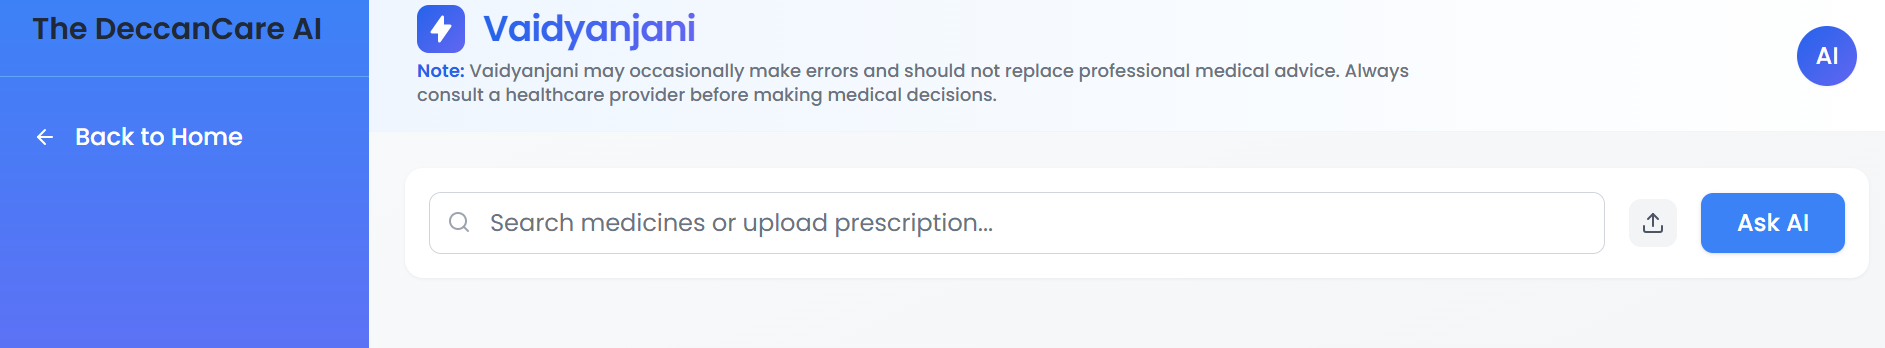 The DeccanCare AI
Back to Home
Vaidyanjani
Note: Vaidyanjani may occasionally make errors and should not replace professional medical advice. Always
consult a healthcare provider before making medical decisions.
AI
Search medicines or upload prescription...
Ask AI